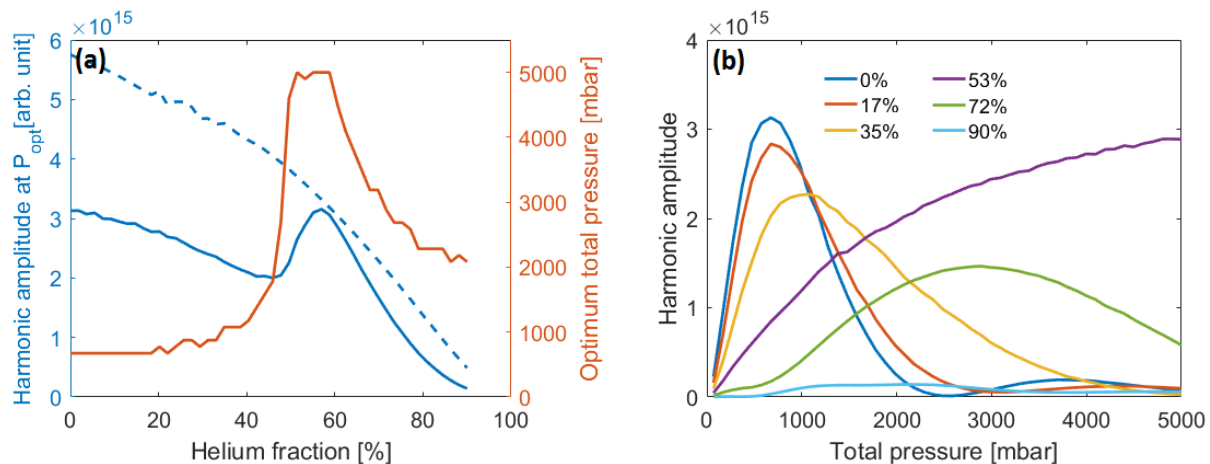 ×10^15
(a)
6
5
4
3
2
1
0
Harmonic amplitude at P_opt[arb. unit]
5000
4000
3000
2000
1000
0
Optimum total pressure [mbar]
0 20 40 60 80 100
Helium fraction [%]
×10^15
(b)
4
3
2
1
0
Harmonic amplitude
0% 53%
17% 72%
35% 90%
0 1000 2000 3000 4000 5000
Total pressure [mbar]